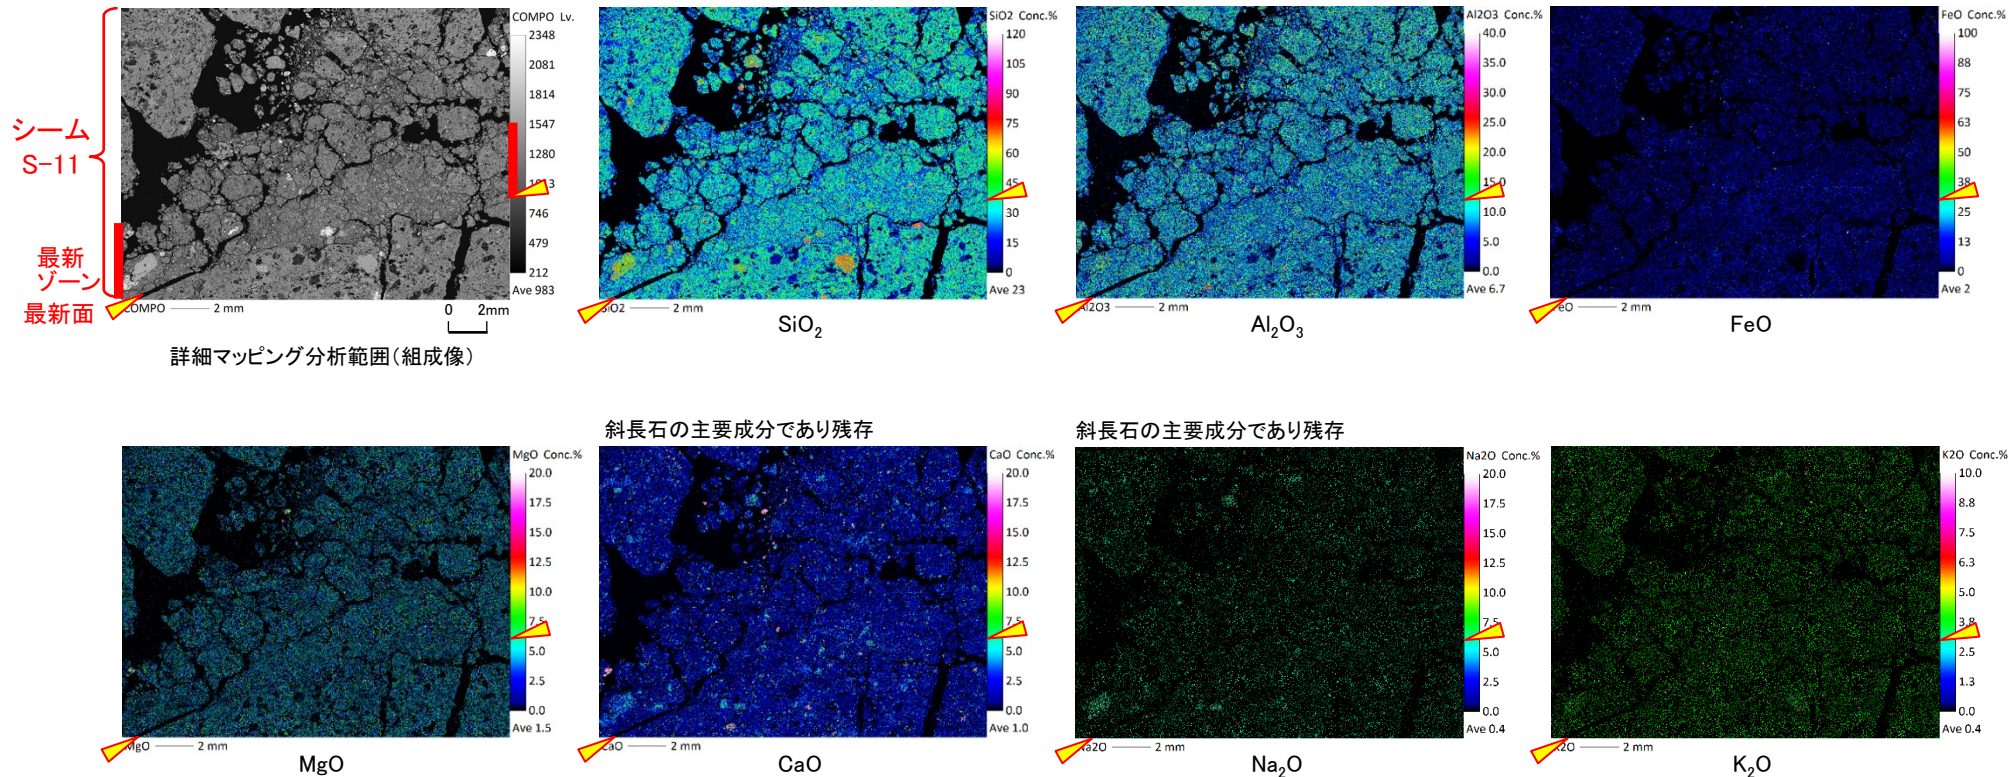 シーム
S-11
最新
ゾーン
最新面
COMPO Lv.
2348
2081
1814
1547
1280
746
479
212
Ave 983
COMPO 2 mm
0 2mm
詳細マッピング分析範囲(組成像)
SiO2 Conc.%
120
105
90
75
60
45
30
15
0
Ave 23
SiO2 2 mm
SiO₂
Al2O3 Conc.%
40.0
35.0
30.0
25.0
20.0
15.0
10.0
5.0
0.0
Ave 6.7
Al2O3 2 mm
Al₂O₃
FeO Conc.%
100
88
75
63
50
38
25
13
0
Ave 2
FeO 2 mm
FeO
MgO Conc.%
20.0
17.5
15.0
12.5
10.0
7.5
5.0
2.5
0.0
Ave 1.5
MgO 2 mm
MgO
斜長石の主要成分であり残存
CaO Conc.%
20.0
17.5
15.0
12.5
10.0
7.5
5.0
2.5
0.0
Ave 1.0
CaO 2 mm
CaO
斜長石の主要成分であり残存
Na2O Conc.%
20.0
17.5
15.0
12.5
10.0
7.5
5.0
2.5
0.0
Ave 0.4
Na2O 2 mm
Na₂O
K2O Conc.%
10.0
8.8
7.5
6.3
5.0
3.8
2.5
1.3
0.0
Ave 0.4
K2O 2 mm
K₂O